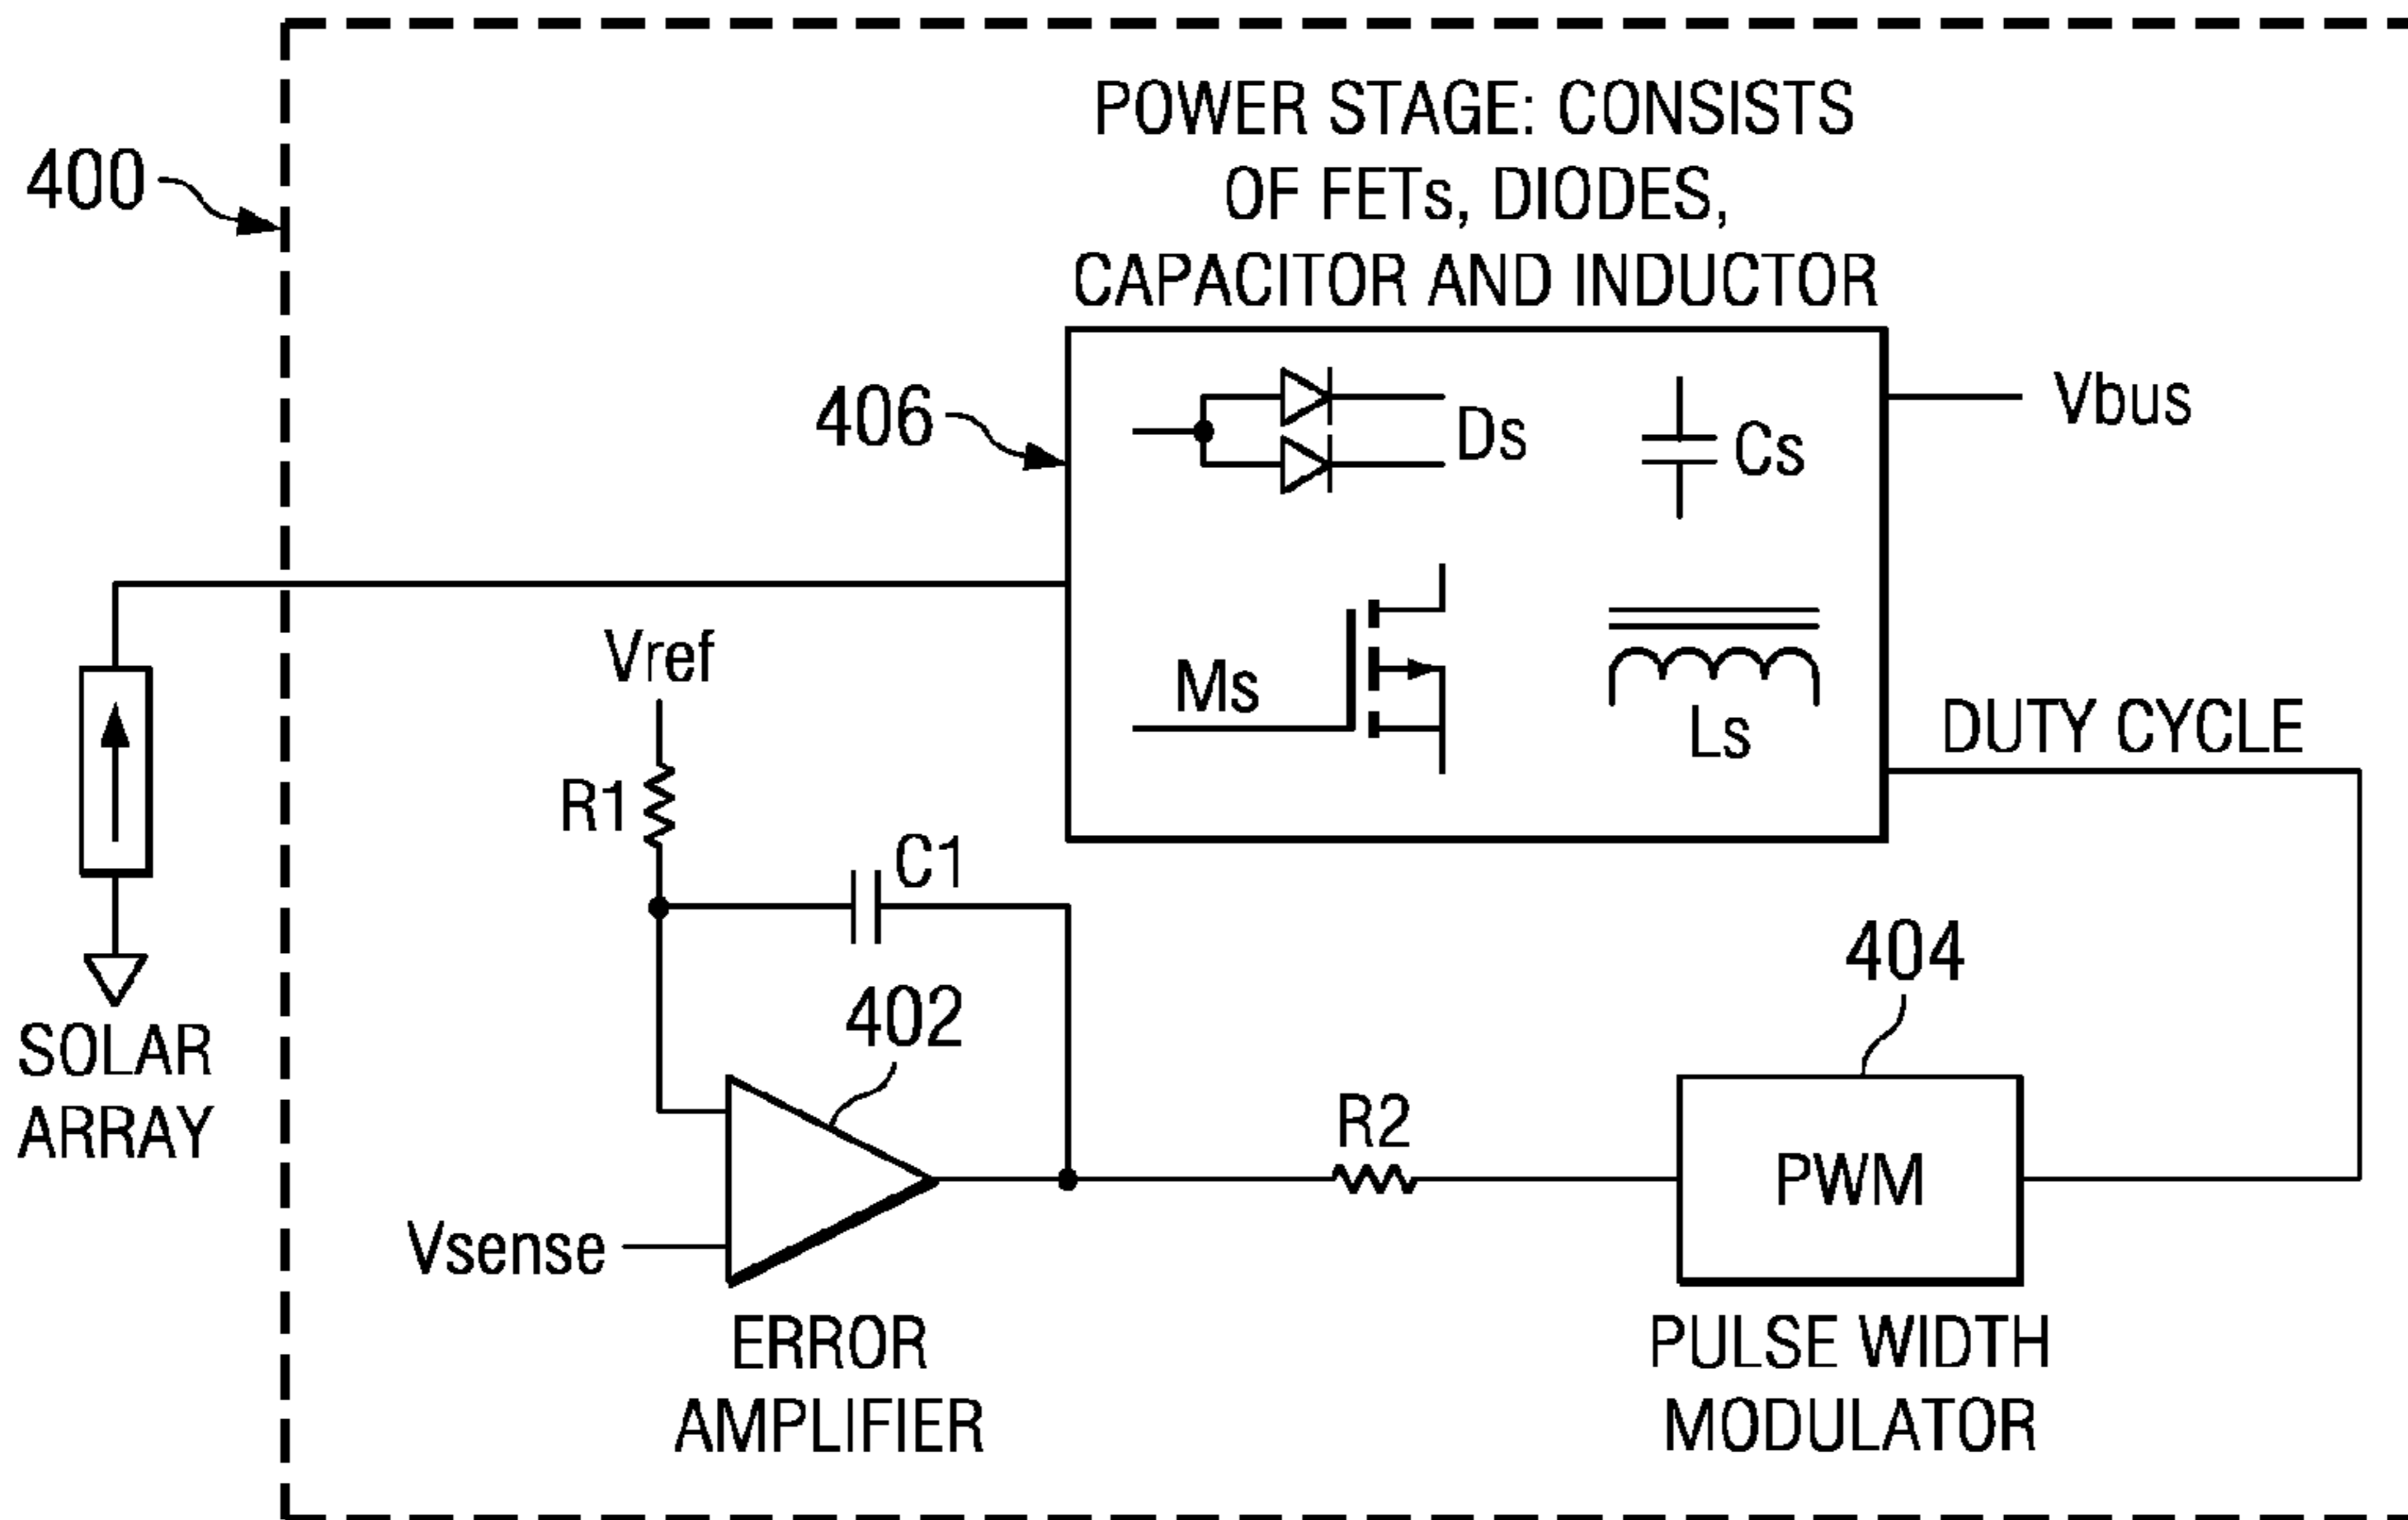 POWER STAGE: CONSISTS
OF FETs, DIODES,
CAPACITOR AND INDUCTOR
400
406
Ds
Cs
Vbus
Vref
Ms
Ls
DUTY CYCLE
R1
C1
404
402
SOLAR
ARRAY
R2
PWM
Vsense
ERROR
AMPLIFIER
PULSE WIDTH
MODULATOR